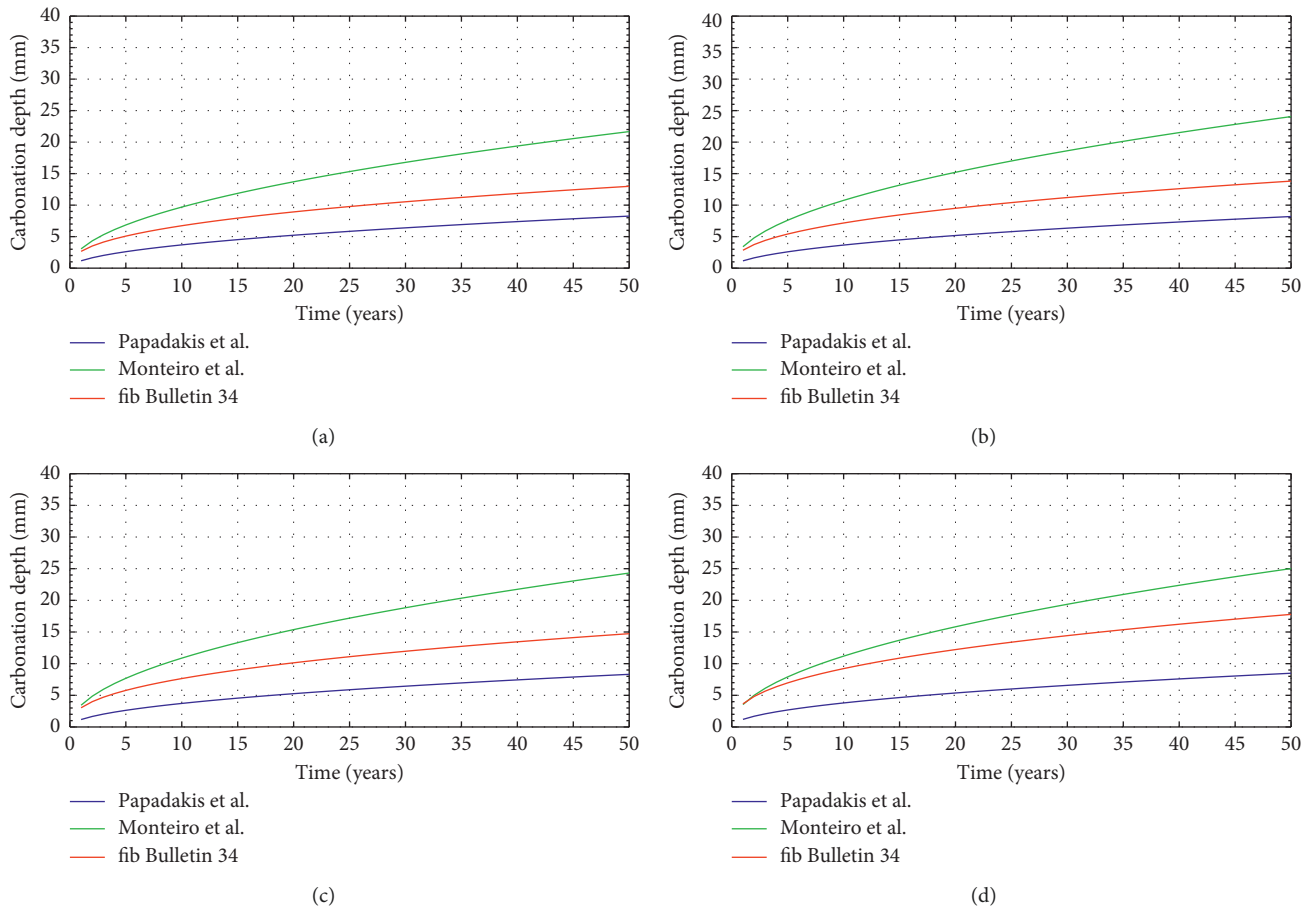 40
35
30
25
20
15
10
5
0
Carbonation depth (mm)
0 5 10 15 20 25 30 35 40 45 50
Time (years)
Papadakis et al.
Monteiro et al.
fib Bulletin 34
(a)
40
35
30
25
20
15
10
5
0
Carbonation depth (mm)
0 5 10 15 20 25 30 35 40 45 50
Time (years)
Papadakis et al.
Monteiro et al.
fib Bulletin 34
(b)
40
35
30
25
20
15
10
5
0
Carbonation depth (mm)
0 5 10 15 20 25 30 35 40 45 50
Time (years)
Papadakis et al.
Monteiro et al.
fib Bulletin 34
(c)
40
35
30
25
20
15
10
5
0
Carbonation depth (mm)
0 5 10 15 20 25 30 35 40 45 50
Time (years)
Papadakis et al.
Monteiro et al.
fib Bulletin 34
(d)